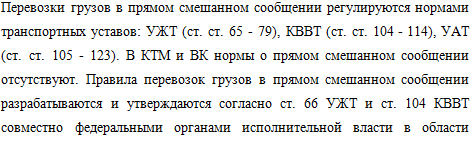 Перевозки грузов в прямом смешанном сообщении регулируются нормами
транспортных уставов: УЖТ (ст. ст. 65 - 79), КВВТ (ст. ст. 104 - 114), УАТ
(ст. ст. 105 - 123). В КТМ и ВК нормы о прямом смешанном сообщении
отсутствуют. Правила перевозок грузов в прямом смешанном сообщении
разрабатываются и утверждаются согласно ст. 66 УЖТ и ст. 104 КВВТ
совместно федеральными органами исполнительной власти в области